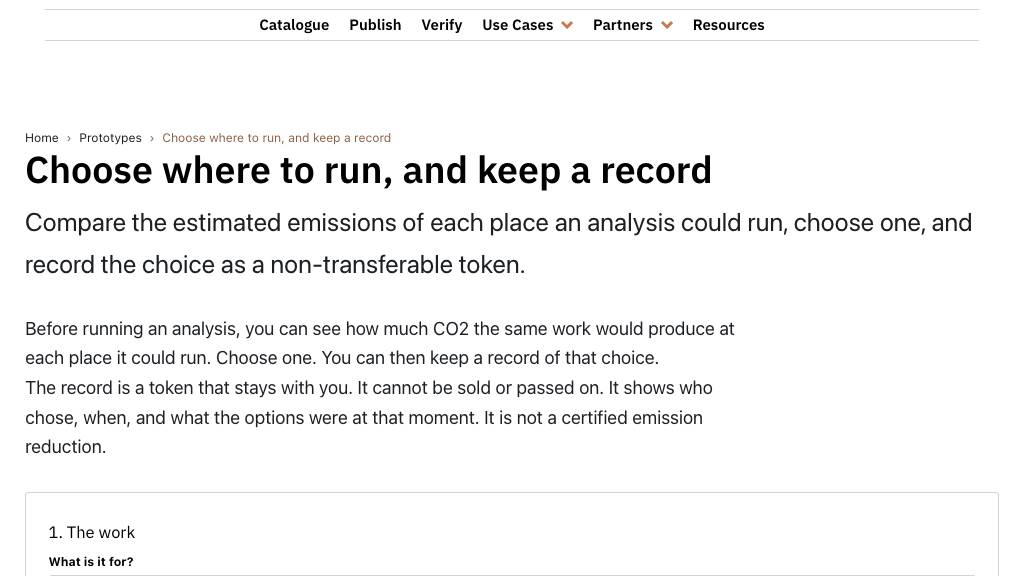 Catalogue Publish Verify Use Cases Partners Resources
Home › Prototypes › Choose where to run, and keep a record
Choose where to run, and keep a record
Compare the estimated emissions of each place an analysis could run, choose one, and
record the choice as a non-transferable token.
Before running an analysis, you can see how much CO2 the same work would produce at
each place it could run. Choose one. You can then keep a record of that choice.
The record is a token that stays with you. It cannot be sold or passed on. It shows who
chose, when, and what the options were at that moment. It is not a certified emission
reduction.
1. The work
What is it for?